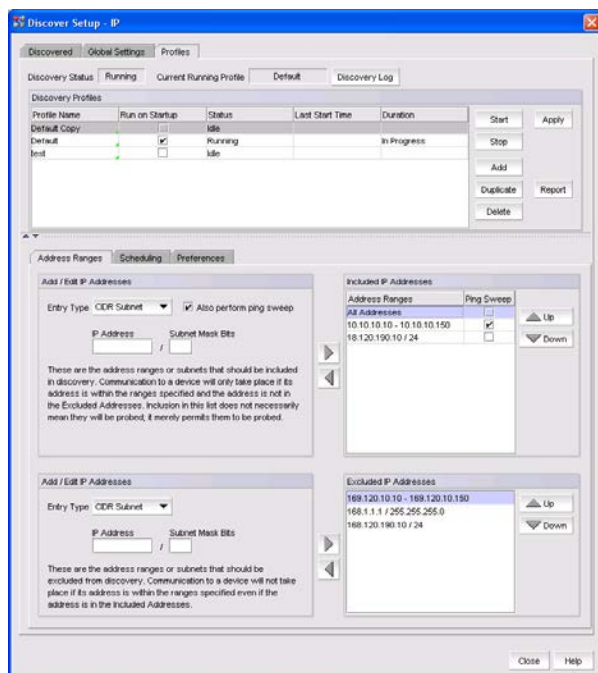 Discover Setup - IP
Discovered Global Settings Profiles
Discovery Status Running Current Running Profile Default Discovery Log
Discovery Profiles
Profile Name Run on Startup Status Last Start Time Duration
Default Copy Idle
Default Running In Progress
test Idle
Start Apply
Stop
Add
Duplicate Report
Delete
Address Ranges Scheduling Preferences
Add / Edit IP Addresses
Entry Type CIDR Subnet Also perform ping sweep
IP Address Subnet Mask Bits
/
These are the address ranges or subnets that should be included
in discovery. Communication to a device will only take place if its
address is within the ranges specified and the address is not in
the Excluded Addresses. Inclusion in this list does not necessarily
mean they will be probed; it merely permits them to be probed.
Included IP Addresses
Address Ranges Ping Sweep
All Addresses
10.10.10.10 - 10.10.10.150
18.120.190.10 / 24
Up
Down
Add / Edit IP Addresses
Entry Type CIDR Subnet
IP Address Subnet Mask Bits
/
These are the address ranges or subnets that should be
excluded from discovery. Communication to a device will not take
place if its address is within the ranges specified even if the
address is in the Included Addresses.
Excluded IP Addresses
169.120.10.10 - 169.120.10.150
168.1.1.1 / 255.255.255.0
168.120.190.10 / 24
Up
Down
Close Help